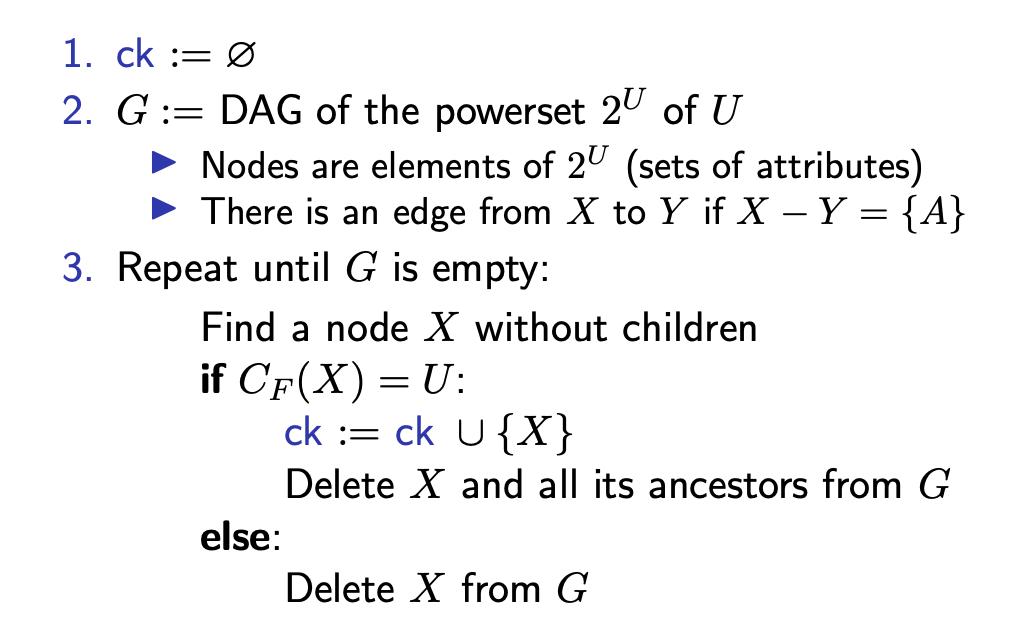 1. ck := ∅
2. G := DAG of the powerset 2^U of U
▶ Nodes are elements of 2^U (sets of attributes)
▶ There is an edge from X to Y if X − Y = {A}
3. Repeat until G is empty:
Find a node X without children
if C_F(X) = U:
ck := ck ∪ {X}
Delete X and all its ancestors from G
else:
Delete X from G